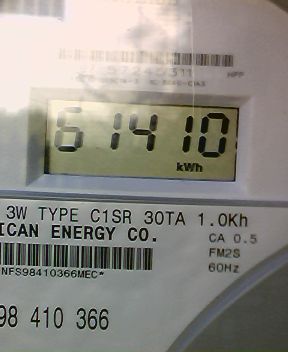 61410
kWh
3W TYPE C1SR 30TA 1.0Kh
ICAN ENERGY CO.
CA 0.5
FM2S
60Hz
NFS98410366MEC*
98 410 366